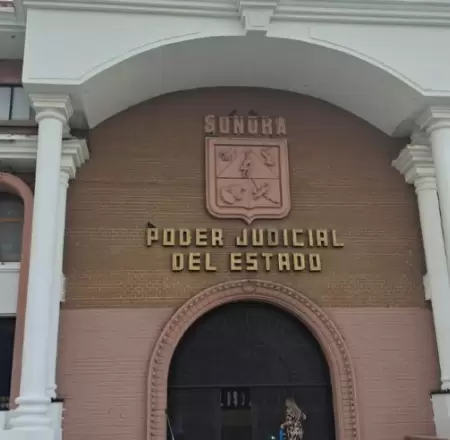 SONORA
PODER JUDICIAL
DEL ESTADO